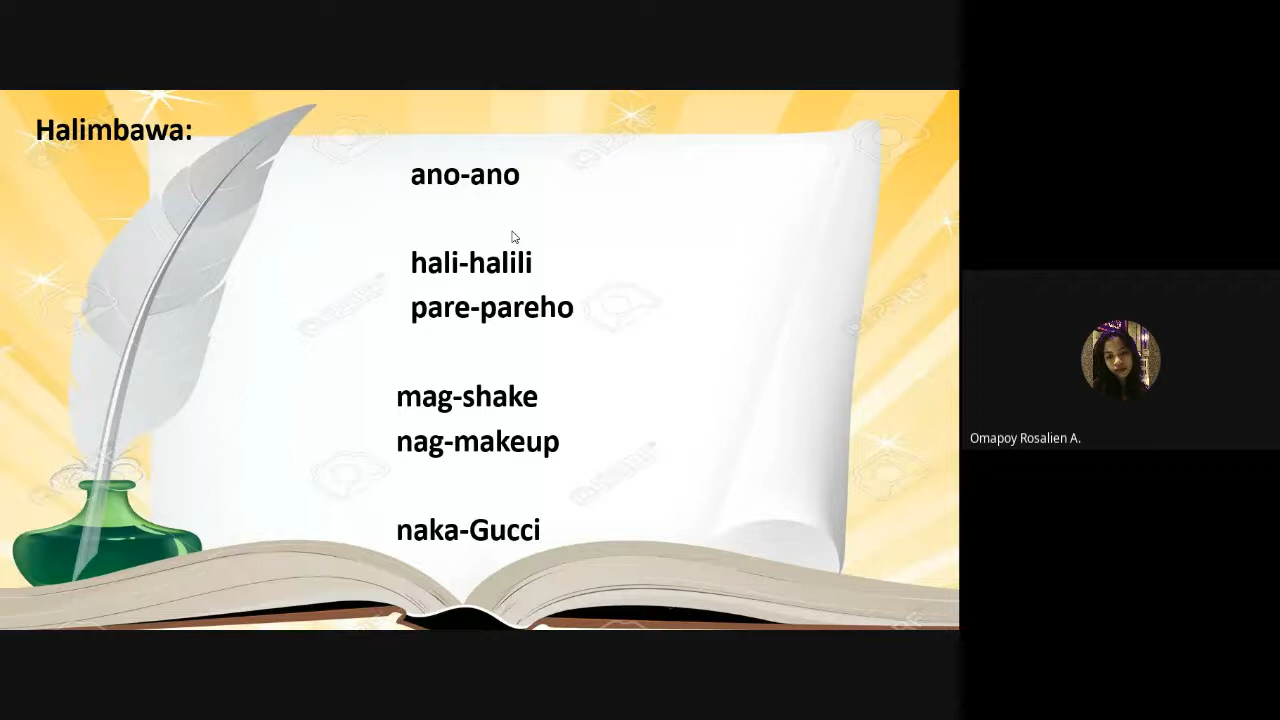 Halimbawa:
ano-ano
hali-halili
pare-pareho
mag-shake
nag-makeup
naka-Gucci
Omapoy Rosalien A.